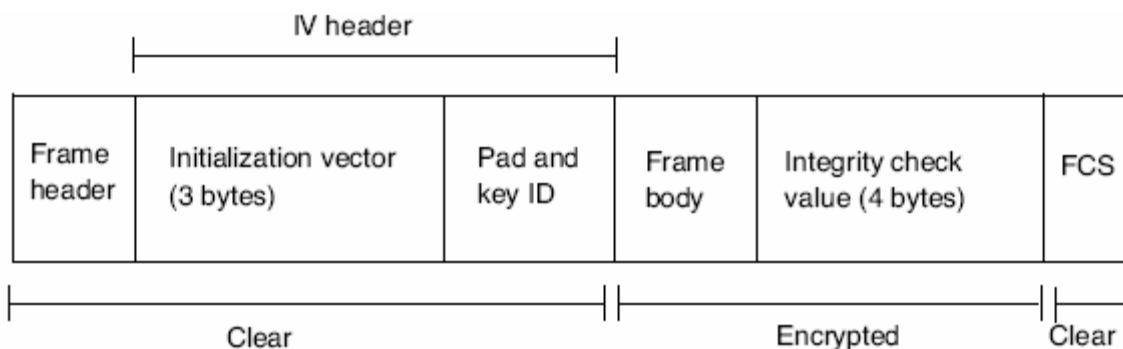 IV header
Frame
header
Initialization vector
(3 bytes)
Pad and
key ID
Frame
body
Integrity check
value (4 bytes)
FCS
Clear
Encrypted
Clear